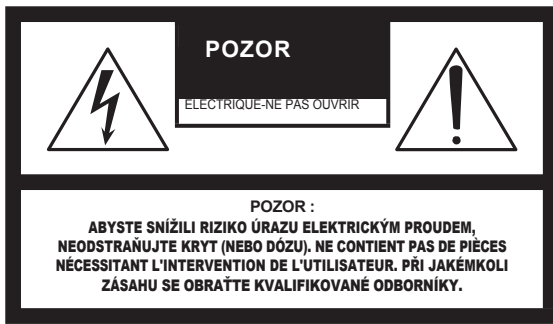 POZOR
ELECTRIQUE-NE PAS OUVRIR
POZOR :
ABYSTE SNÍŽILI RIZIKO ÚRAZU ELEKTRICKÝM PROUDEM,
NEODSTRAŇUJTE KRYT (NEBO DÓZU). NE CONTIENT PAS DE PIÈCES
NÉCESSITANT L'INTERVENTION DE L'UTILISATEUR. PŘI JAKÉMKOLI
ZÁSAHU SE OBRAŤTE KVALIFIKOVANÉ ODBORNÍKY.